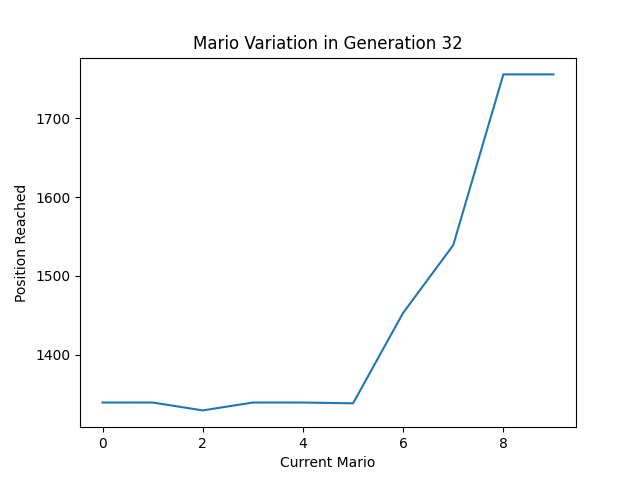 Mario Variation in Generation 32
Position Reached
1700
1600
1500
1400
0 2 4 6 8
Current Mario